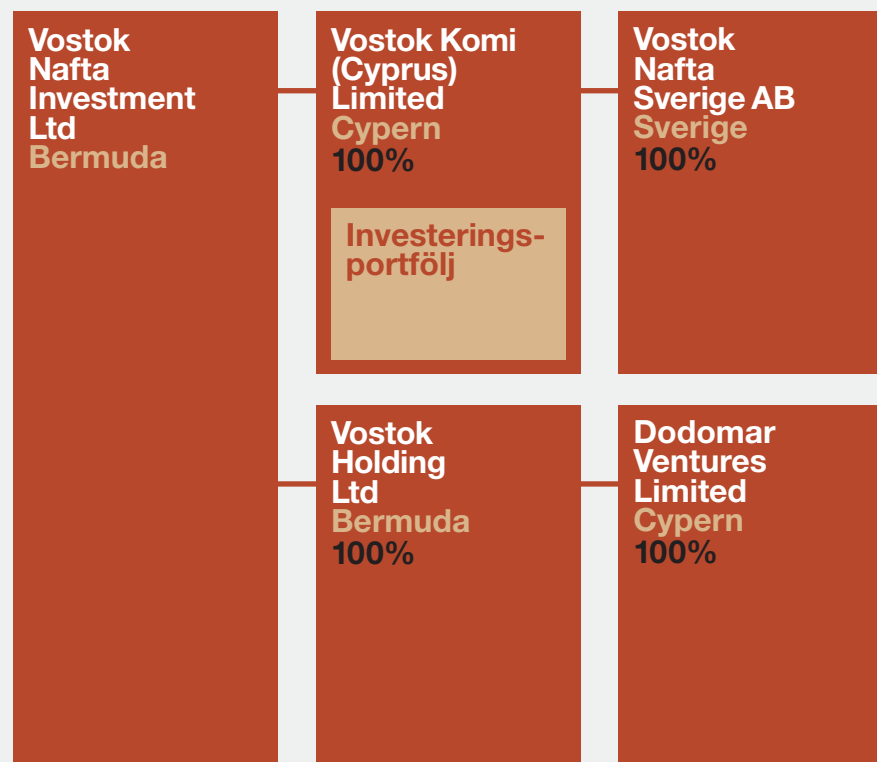 Vostok
Nafta
Investment
Ltd
Bermuda
Vostok Komi
(Cyprus)
Limited
Cypern
100%
Investerings-
portfölj
Vostok
Nafta
Sverige AB
Sverige
100%
Vostok
Holding
Ltd
Bermuda
100%
Dodomar
Ventures
Limited
Cypern
100%